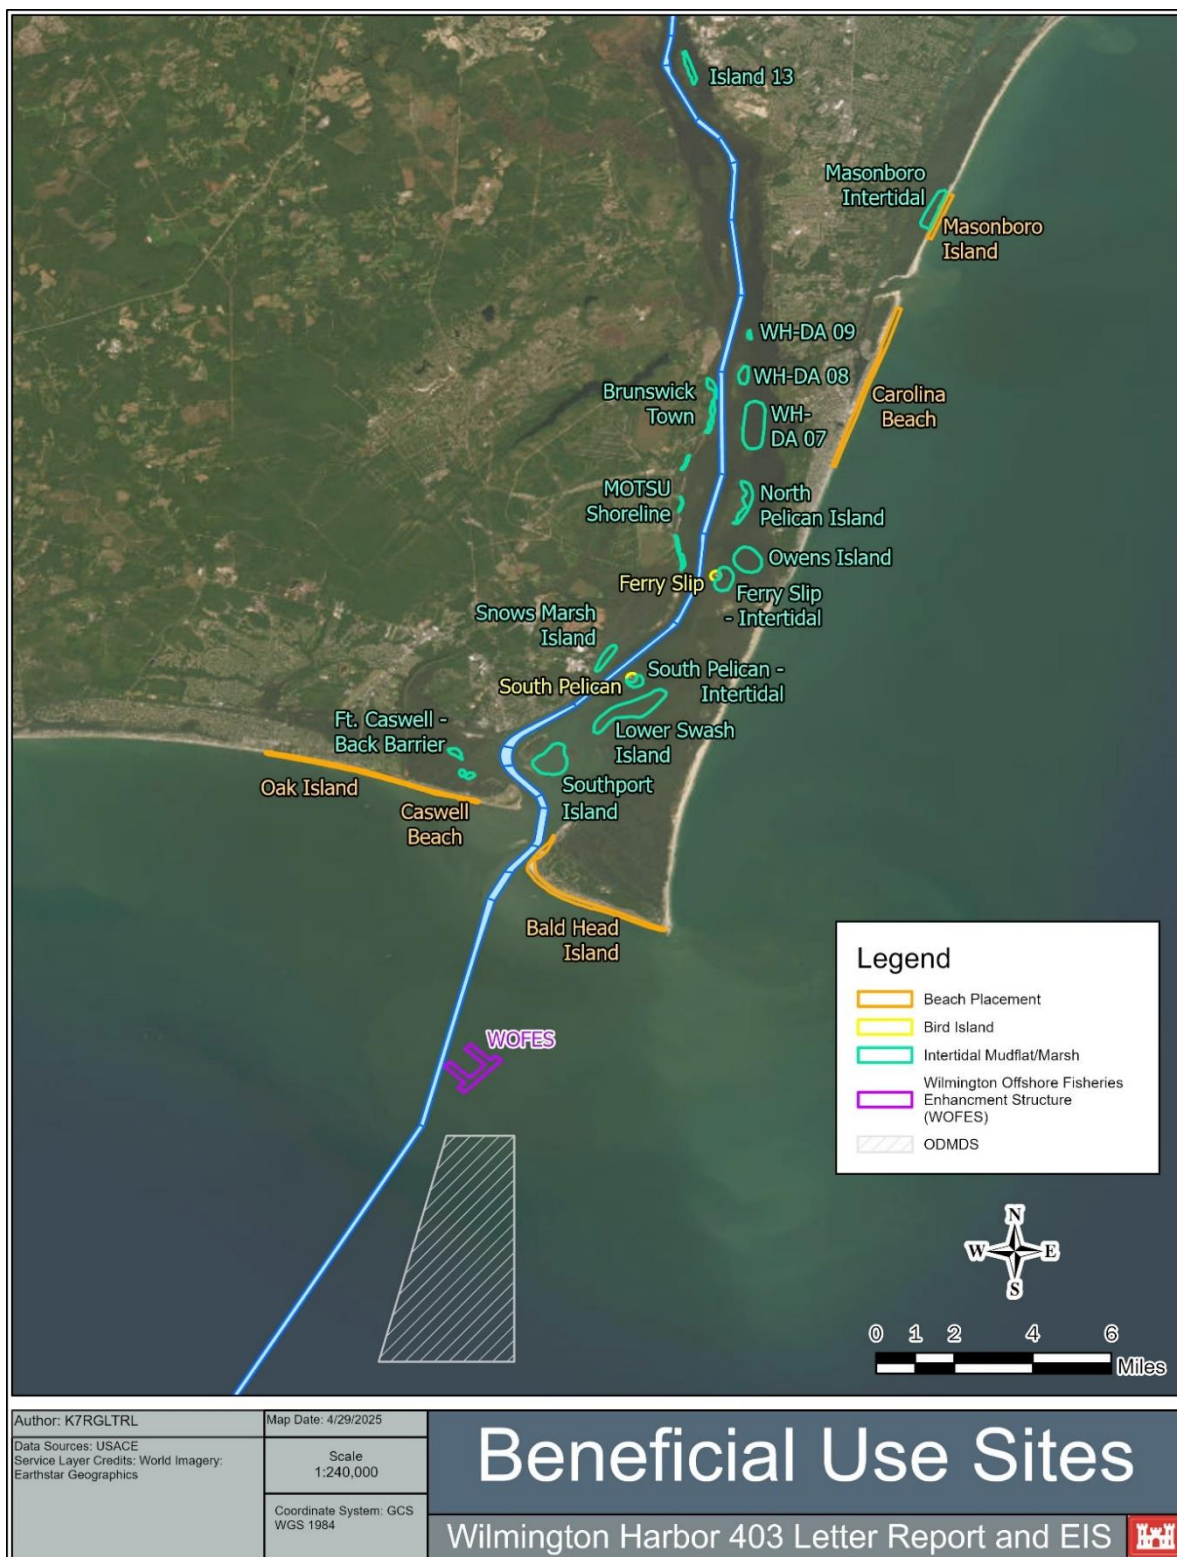 Island 13
Masonboro
Intertidal
Masonboro
Island
WH-DA 09
WH-DA 08
Brunswick
Town
WH-
DA 07
Carolina
Beach
MOTSU
Shoreline
North
Pelican Island
Owens Island
Ferry Slip
Ferry Slip
- Intertidal
Snows Marsh
Island
South Pelican -
Intertidal
South Pelican
Lower Swash
Island
Ft. Caswell -
Back Barrier
Southport
Island
Oak Island
Caswell
Beach
Bald Head
Island
WOFES
Legend
Beach Placement
Bird Island
Intertidal Mudflat/Marsh
Wilmington Offshore Fisheries
Enhancment Structure
(WOFES)
ODMDS
N
W E
S
0 1 2 4 6
Miles
Author: K7RGLTRL
Data Sources: USACE
Service Layer Credits: World Imagery:
Earthstar Geographics
Map Date: 4/29/2025
Scale
1:240,000
Coordinate System: GCS
WGS 1984
Beneficial Use Sites
Wilmington Harbor 403 Letter Report and EIS